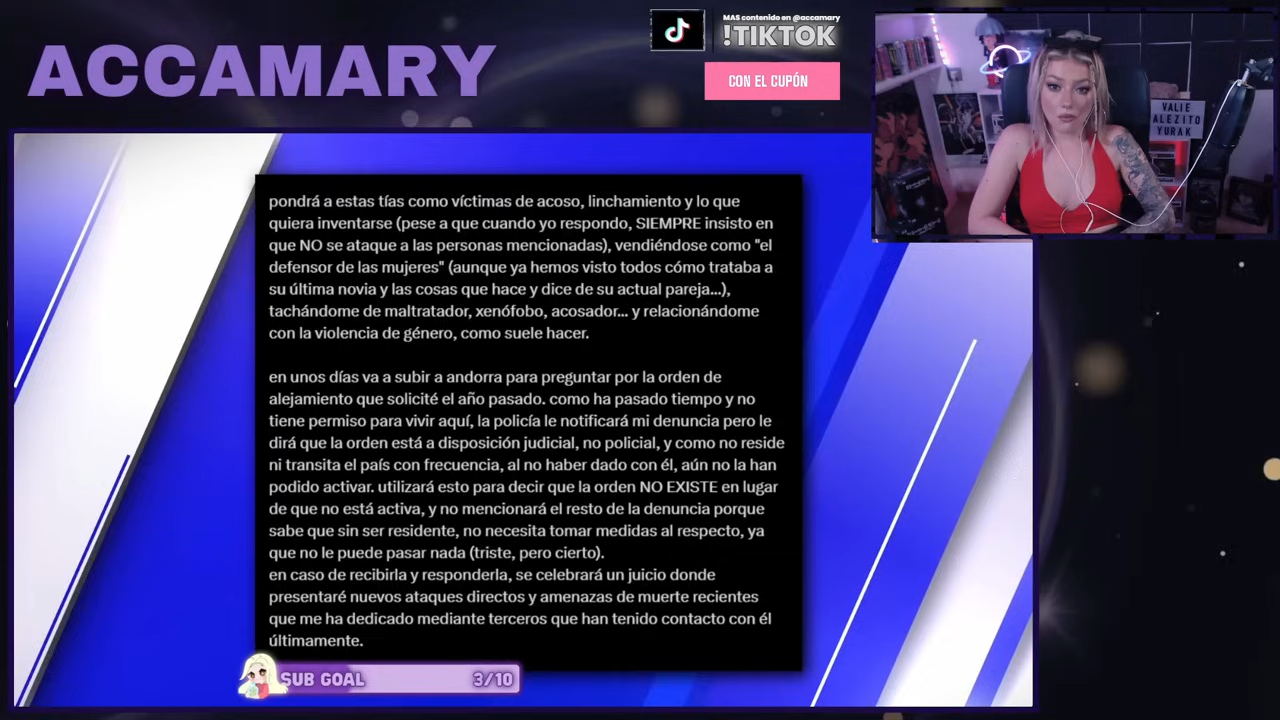 ACCAMARY
MAS contenido en @accamary
!TIKTOK
CON EL CUPÓN
VALIE
ALEZITO
YURAK
pondrá a estas tías como víctimas de acoso, linchamiento y lo que
quiera inventarse (pese a que cuando yo respondo, SIEMPRE insisto en
que NO se ataque a las personas mencionadas), vendiéndose como "el
defensor de las mujeres" (aunque ya hemos visto todos cómo trataba a
su última novia y las cosas que hace y dice de su actual pareja...),
tachándome de maltratador, xenófobo, acosador... y relacionándome
con la violencia de género, como suele hacer.
en unos días va a subir a andorra para preguntar por la orden de
alejamiento que solicité el año pasado. como ha pasado tiempo y no
tiene permiso para vivir aquí, la policía le notificará mi denuncia pero le
dirá que la orden está a disposición judicial, no policial, y como no reside
ni transita el país con frecuencia, al no haber dado con él, aún no la han
podido activar. utilizará esto para decir que la orden NO EXISTE en lugar
de que no está activa, y no mencionará el resto de la denuncia porque
sabe que sin ser residente, no necesita tomar medidas al respecto, ya
que no le puede pasar nada (triste, pero cierto).
en caso de recibirla y responderla, se celebrará un juicio donde
presentaré nuevos ataques directos y amenazas de muerte recientes
que me ha dedicado mediante terceros que han tenido contacto con él
últimamente.
SUB GOAL 3/10